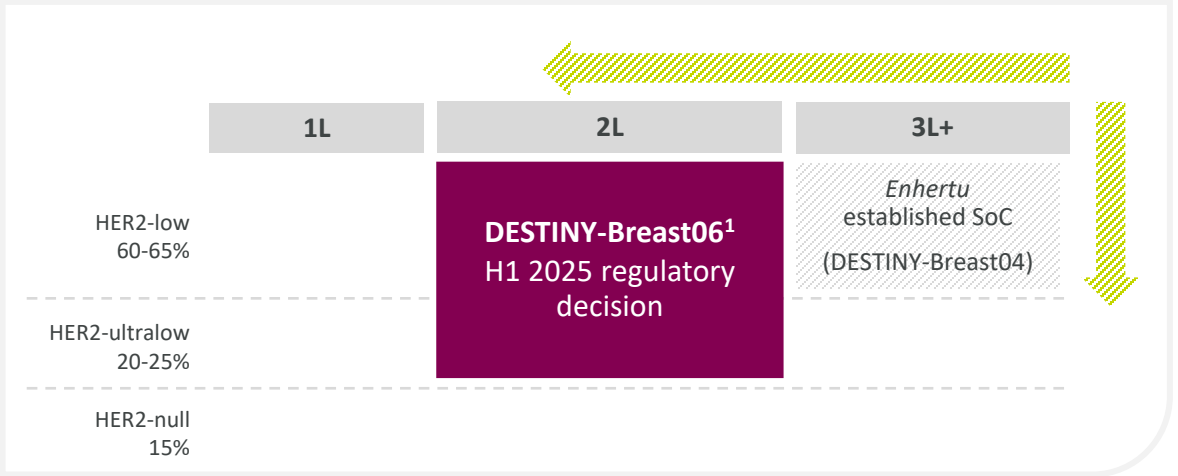 1L
2L
3L+
HER2-low
60-65%
DESTINY-Breast06¹
H1 2025 regulatory
decision
Enhertu
established SoC
(DESTINY-Breast04)
HER2-ultralow
20-25%
HER2-null
15%